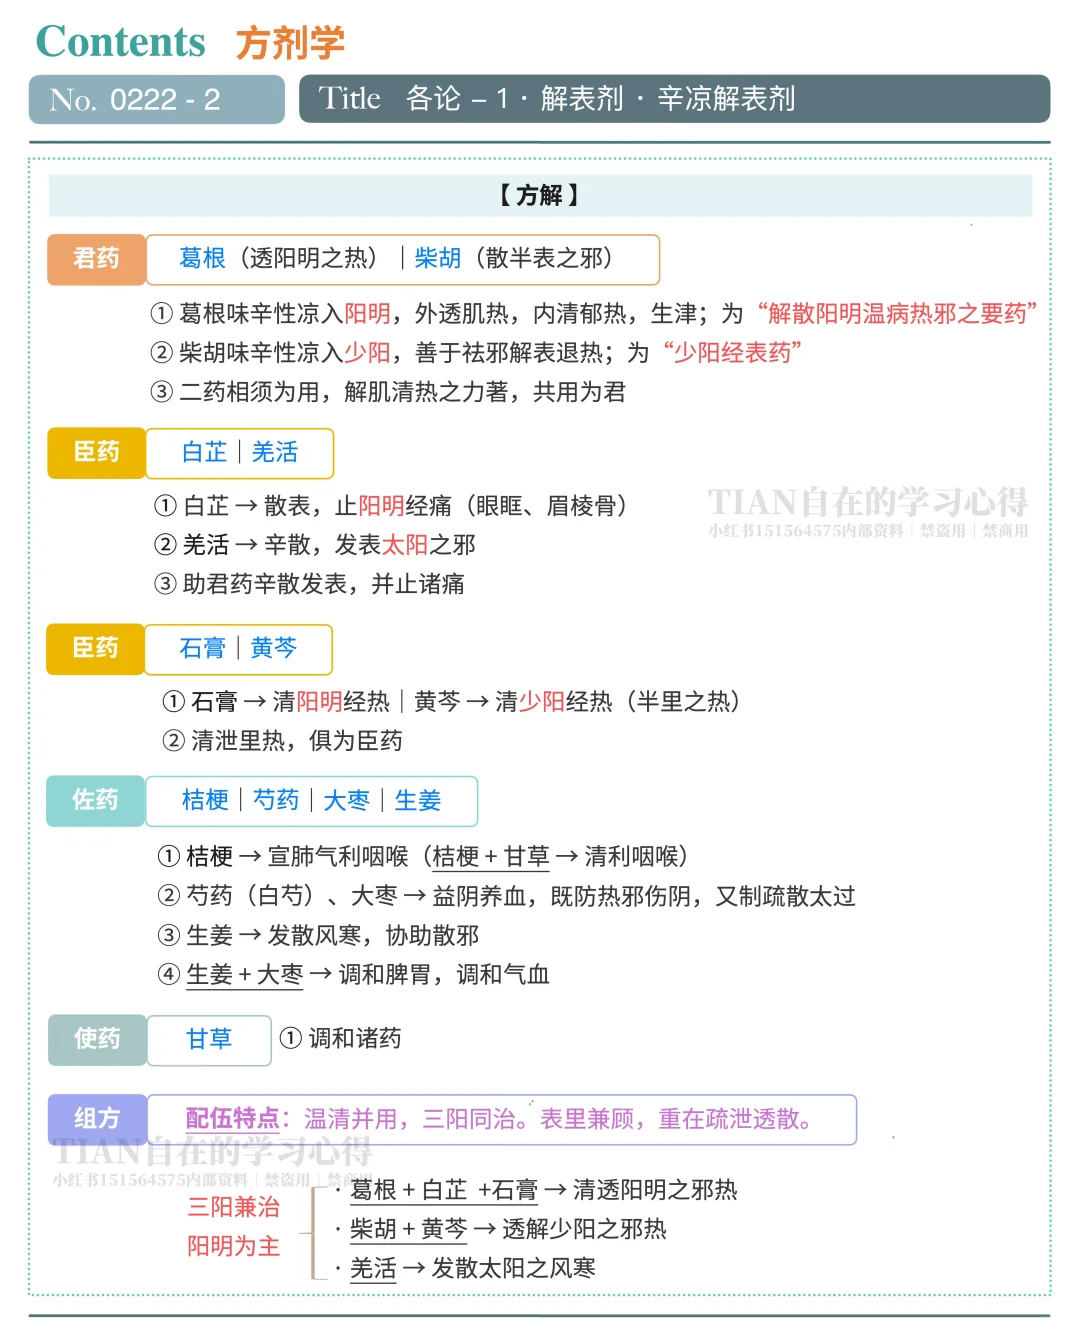 Contents 方剂学
No. 0222 - 2
Title 各论 – 1 · 解表剂 · 辛凉解表剂
【 方解 】
君药 葛根（透阳明之热）｜柴胡（散半表之邪）
① 葛根味辛性凉入阳明，外透肌热，内清郁热，生津；为“解散阳明温病热邪之要药”
② 柴胡味辛性凉入少阳，善于祛邪解表退热；为“少阳经表药”
③ 二药相须为用，解肌清热之力著，共用为君
臣药 白芷｜羌活
① 白芷 → 散表，止阳明经痛（眼眶、眉棱骨）
② 羌活 → 辛散，发表太阳之邪
③ 助君药辛散发表，并止诸痛
TIAN自在的学习心得
小红书151564575内部资料｜禁盗用｜禁商用
臣药 石膏｜黄芩
① 石膏 → 清阳明经热｜黄芩 → 清少阳经热（半里之热）
② 清泄里热，俱为臣药
佐药 桔梗｜芍药｜大枣｜生姜
① 桔梗 → 宣肺气利咽喉（桔梗 + 甘草 → 清利咽喉）
② 芍药（白芍）、大枣 → 益阴养血，既防热邪伤阴，又制疏散太过
③ 生姜 → 发散风寒，协助散邪
④ 生姜 + 大枣 → 调和脾胃，调和气血
使药 甘草 ① 调和诸药
组方 配伍特点：温清并用，三阳同治。表里兼顾，重在疏泄透散。
TIAN自在的学习心得
小红书151564575内部资料｜禁盗用｜禁商用
三阳兼治
阳明为主
· 葛根 + 白芷 +石膏 → 清透阳明之邪热
· 柴胡 + 黄芩 → 透解少阳之邪热
· 羌活 → 发散太阳之风寒